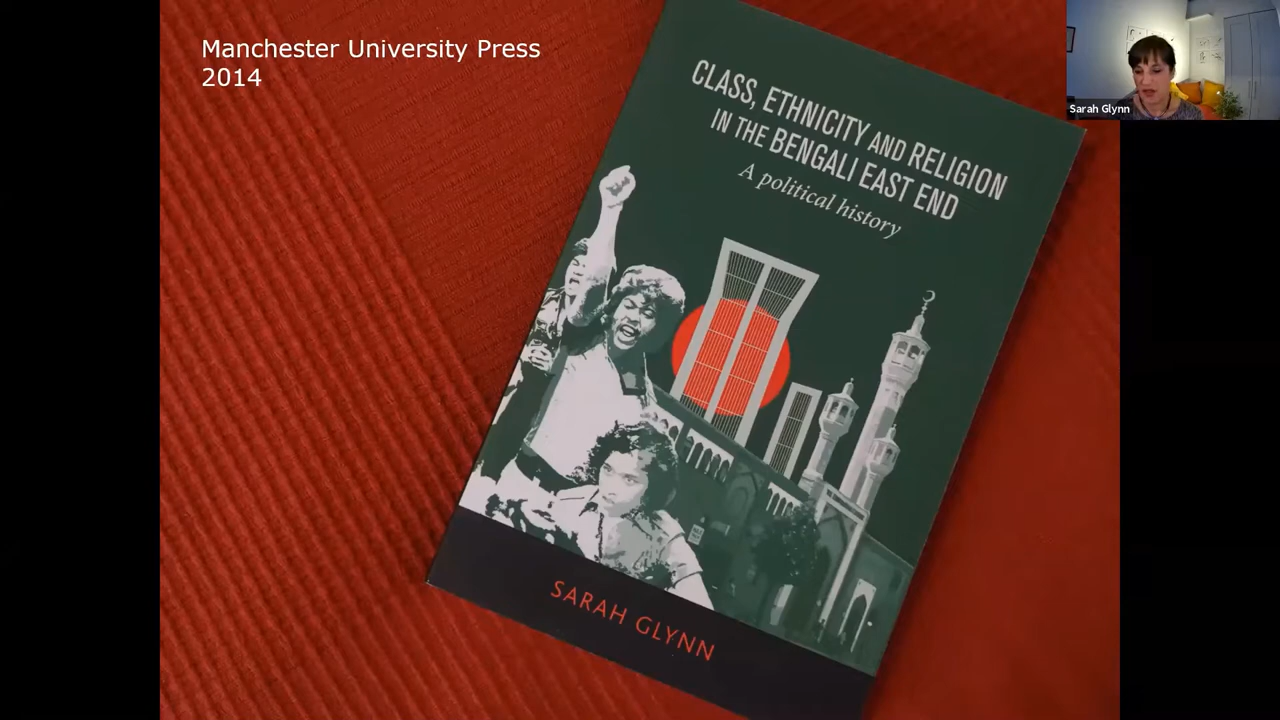 Manchester University Press
2014
CLASS, ETHNICITY AND RELIGION
IN THE BENGALI EAST END
A political history
SARAH GLYNN
Sarah Glynn